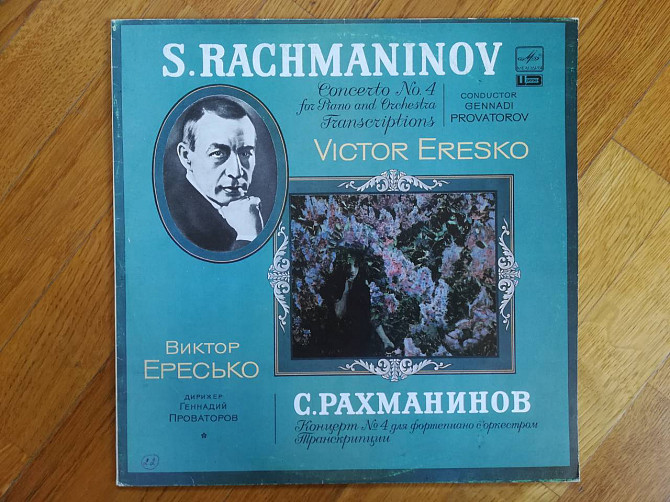 S.RACHMANINOV
Concerto No.4
for Piano and Orchestra
Transcriptions
CONDUCTOR
GENNADI
PROVATOROV
VICTOR ERESKO
ВИКТОР
ЕРЕСЬКО
ДИРИЖЕР
ГЕННАДИЙ
ПРОВАТОРОВ
*
С.РАХМАНИНОВ
Концерт №4 для фортепиано с оркестром
Транскрипции